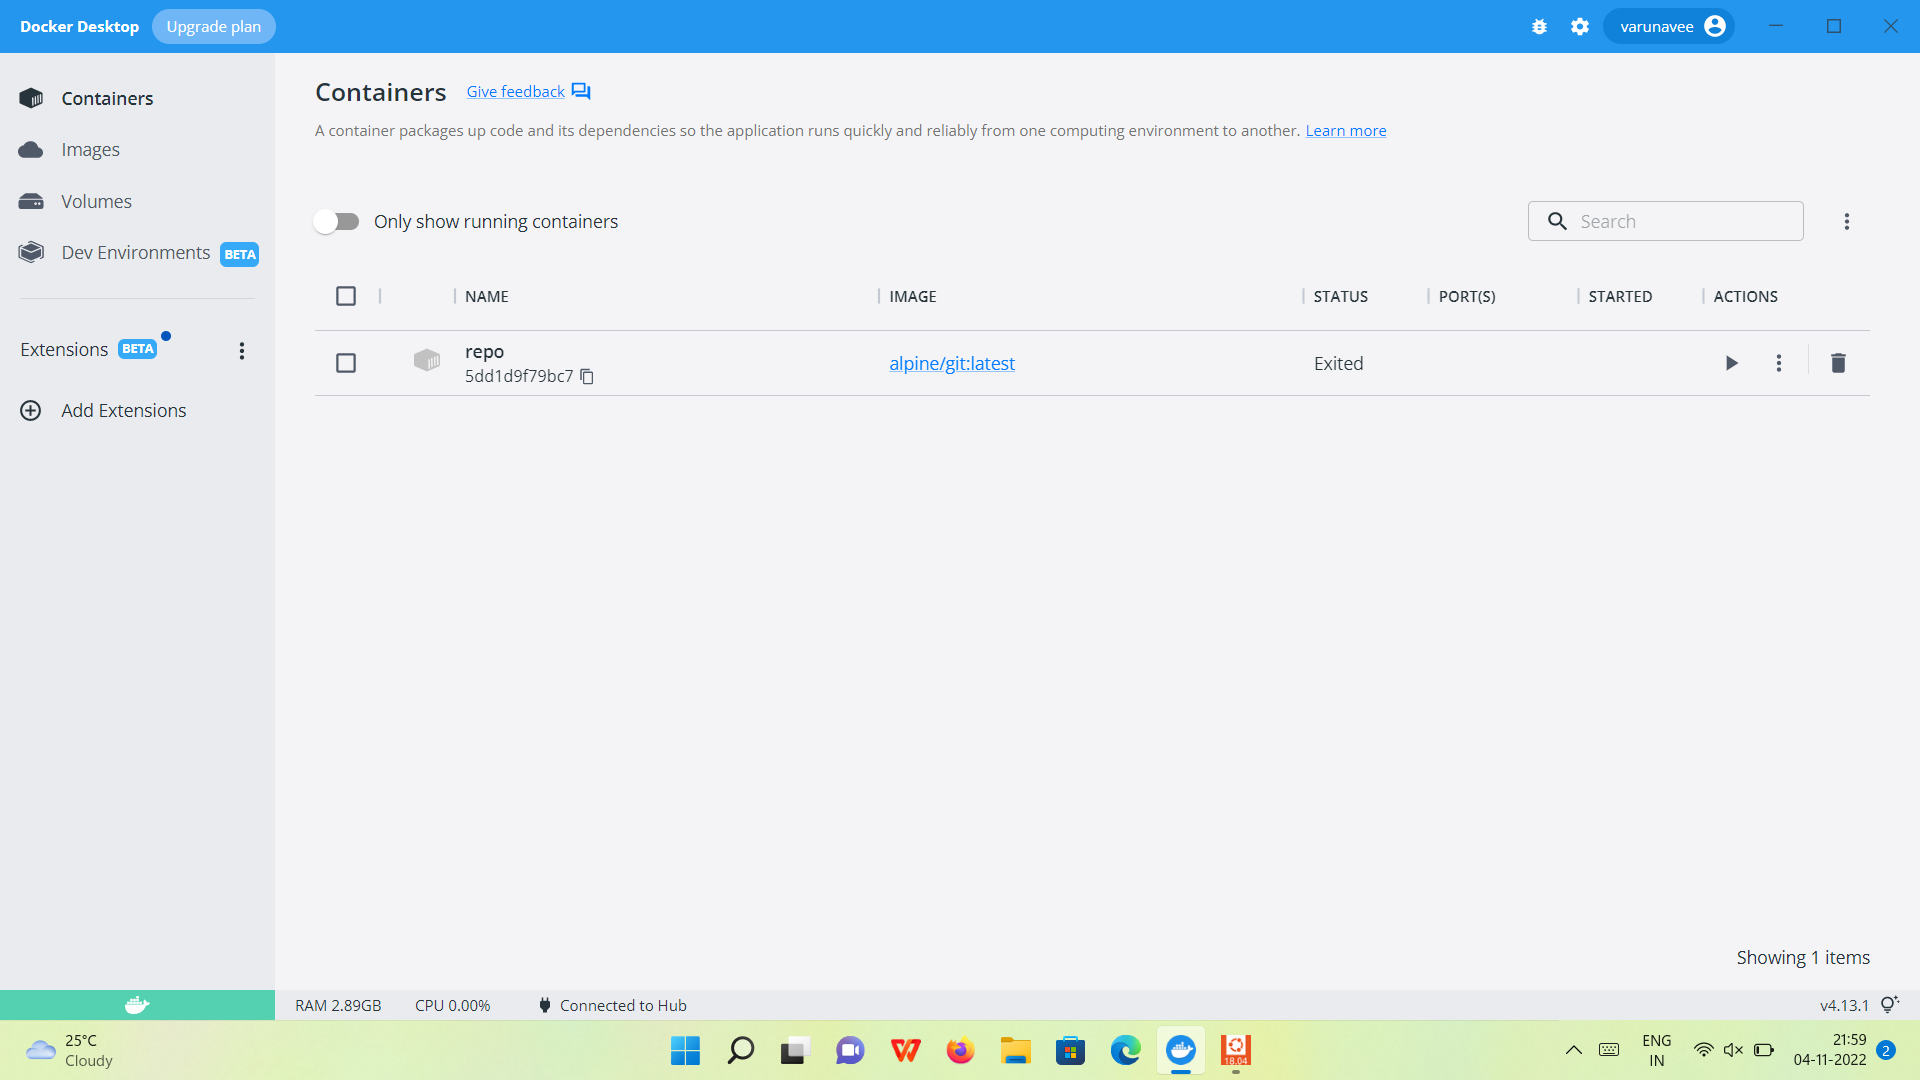 Docker Desktop
Upgrade plan
varunavee
Containers
Images
Volumes
Dev Environments BETA
Extensions BETA
Add Extensions
Containers
Give feedback
A container packages up code and its dependencies so the application runs quickly and reliably from one computing environment to another. Learn more
Only show running containers
Search
NAME IMAGE STATUS PORT(S) STARTED ACTIONS
repo
5dd1d9f79bc7
alpine/git:latest
Exited
Showing 1 items
RAM 2.89GB CPU 0.00% Connected to Hub
v4.13.1
25°C
Cloudy
18.04
ENG
IN
21:59
04-11-2022
2